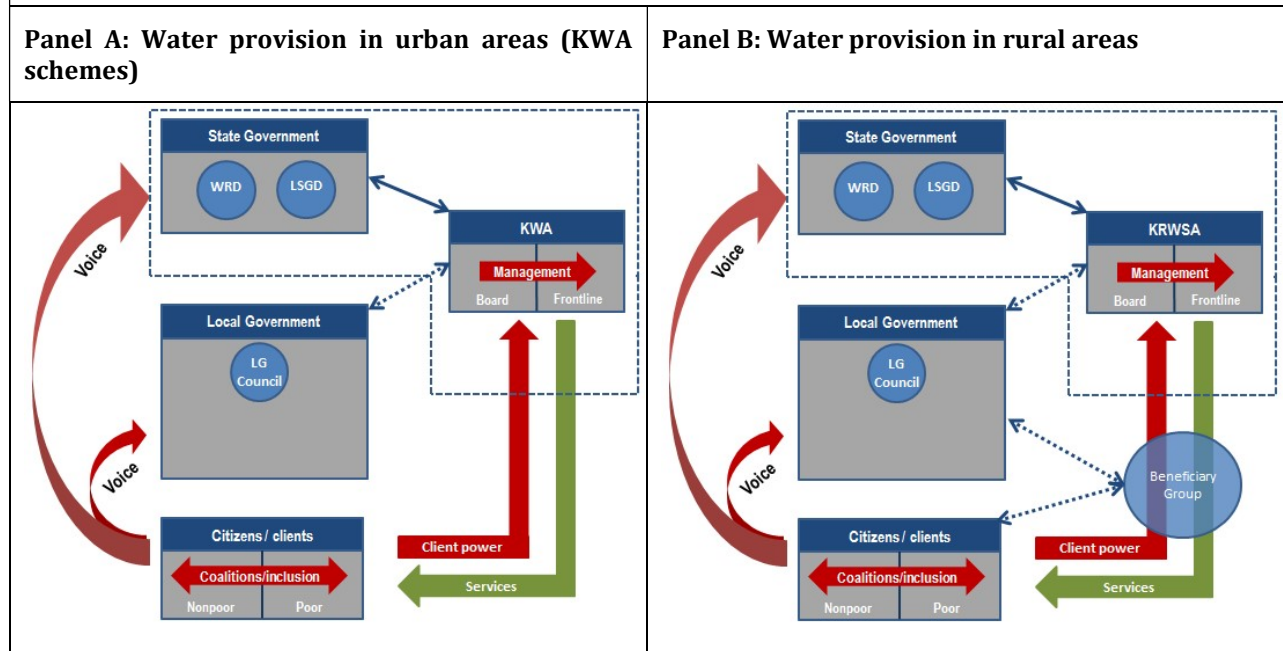 Panel A: Water provision in urban areas (KWA
schemes)
State Government
WRD
LSGD
KWA
Management
Board
Frontline
Voice
Local Government
LG
Council
Voice
Citizens / clients
Coalitions/inclusion
Nonpoor
Poor
Client power
Services
Panel B: Water provision in rural areas
State Government
WRD
LSGD
KRWSA
Management
Board
Frontline
Voice
Local Government
LG
Council
Voice
Beneficiary
Group
Citizens / clients
Coalitions/inclusion
Nonpoor
Poor
Client power
Services